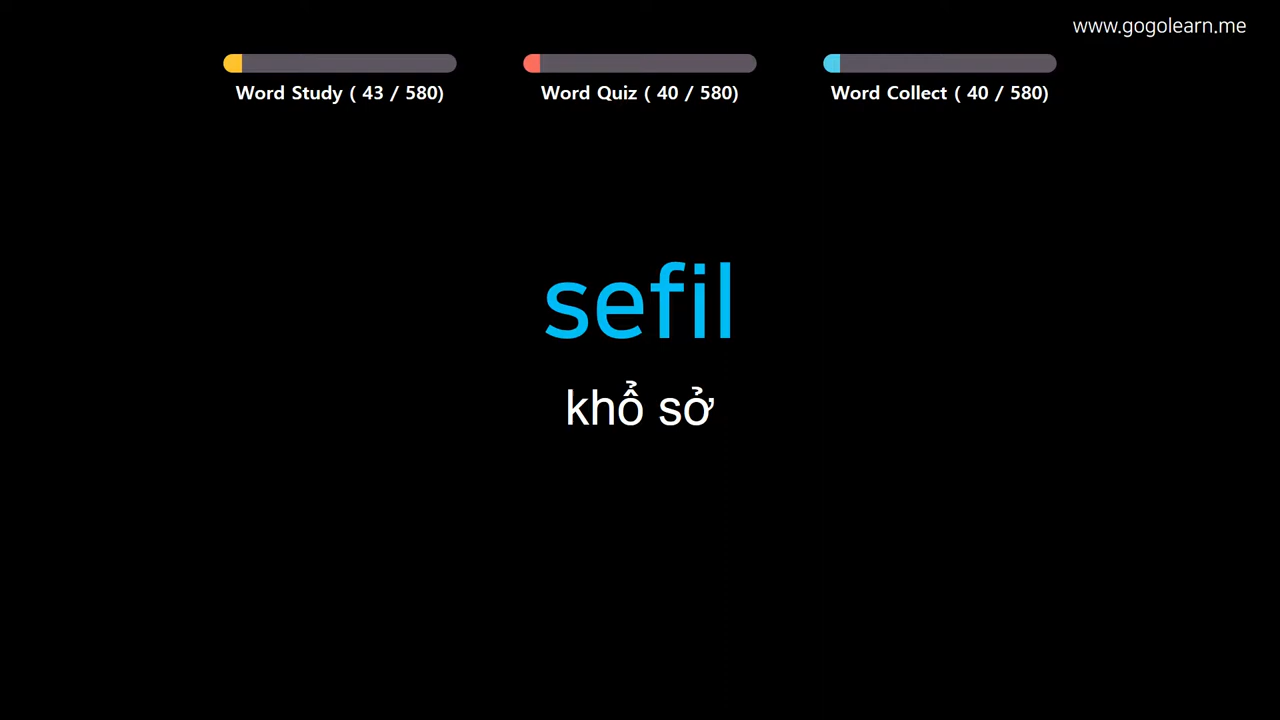 www.gogolearn.me
Word Study ( 43 / 580)
Word Quiz ( 40 / 580)
Word Collect ( 40 / 580)
sefil
khổ sở